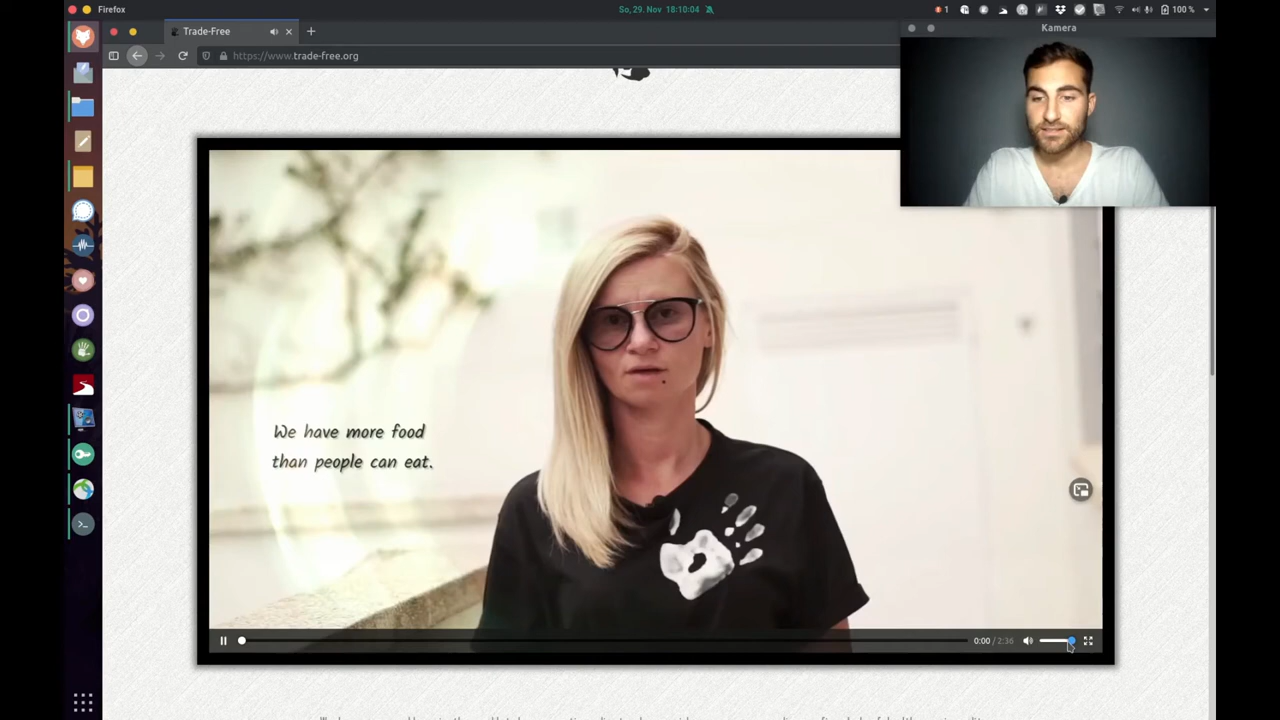 Firefox
So, 29. Nov 18:10:04
1
100 %
Trade-Free
https://www.trade-free.org
Kamera
We have more food
than people can eat.
0:00 / 2:36